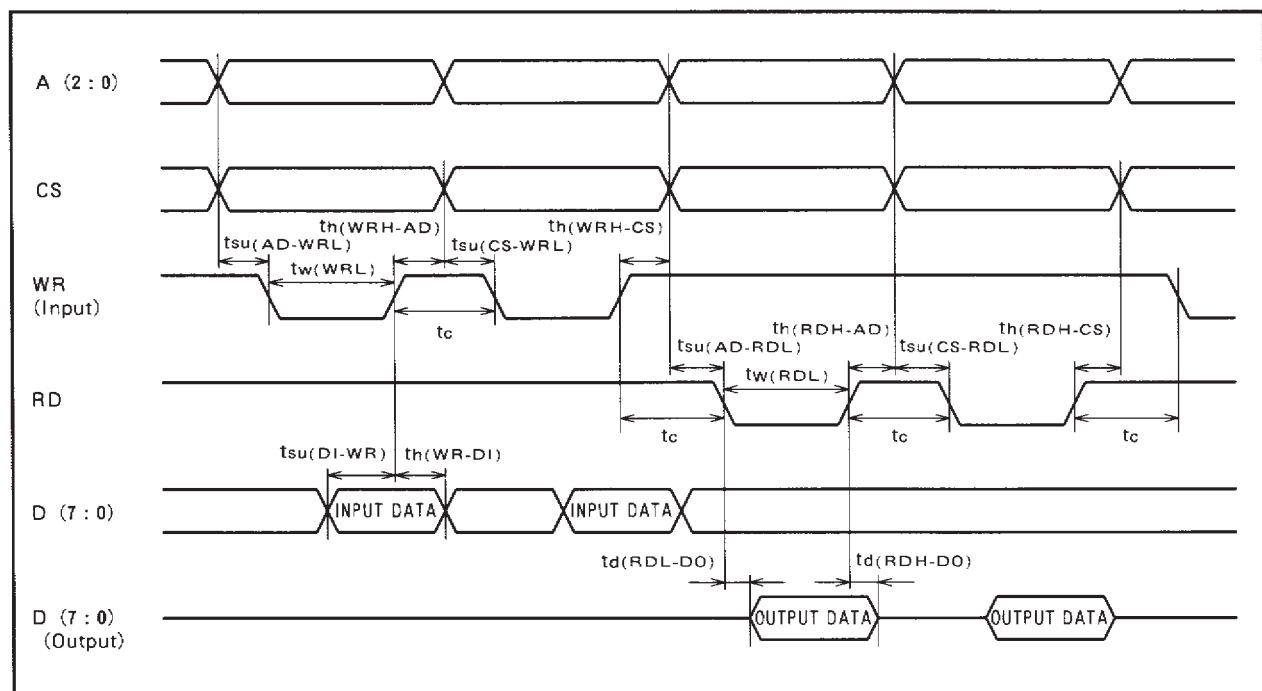 A (2:0)
CS
th(WRH-AD)
th(WRH-CS)
tsu(AD-WRL)
tsu(CS-WRL)
tw(WRL)
WR
(Input)
tc
th(RDH-AD)
th(RDH-CS)
tsu(AD-RDL)
tsu(CS-RDL)
tw(RDL)
RD
tc
tc
tc
tsu(DI-WR)
th(WR-DI)
D (7:0)
INPUT DATA
INPUT DATA
td(RDL-DO)
td(RDH-DO)
D (7:0)
(Output)
OUTPUT DATA
OUTPUT DATA